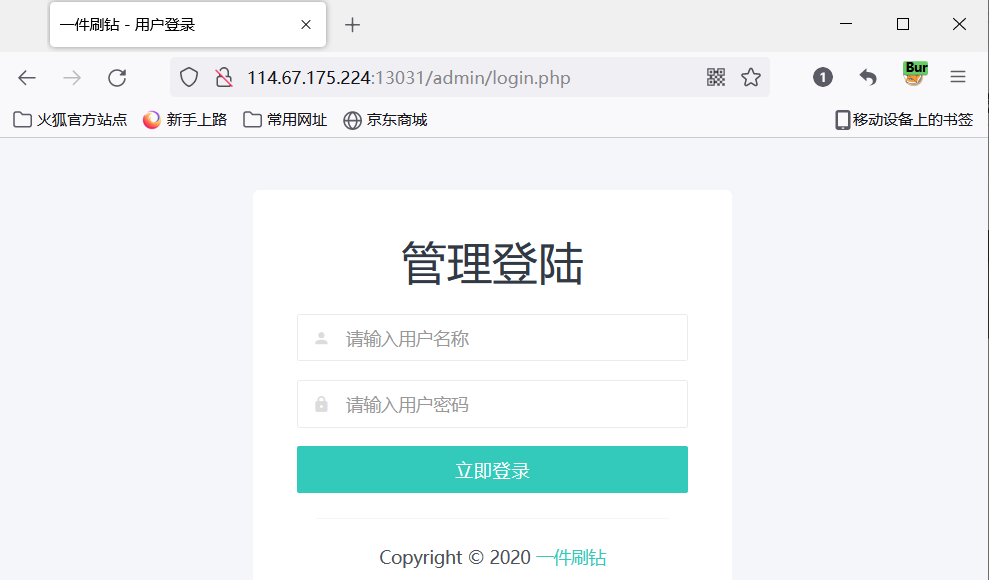 一件刷钻 - 用户登录
114.67.175.224:13031/admin/login.php
1
Bur
火狐官方站点 新手上路 常用网址 京东商城 移动设备上的书签
管理登陆
请输入用户名称
请输入用户密码
立即登录
Copyright © 2020 一件刷钻